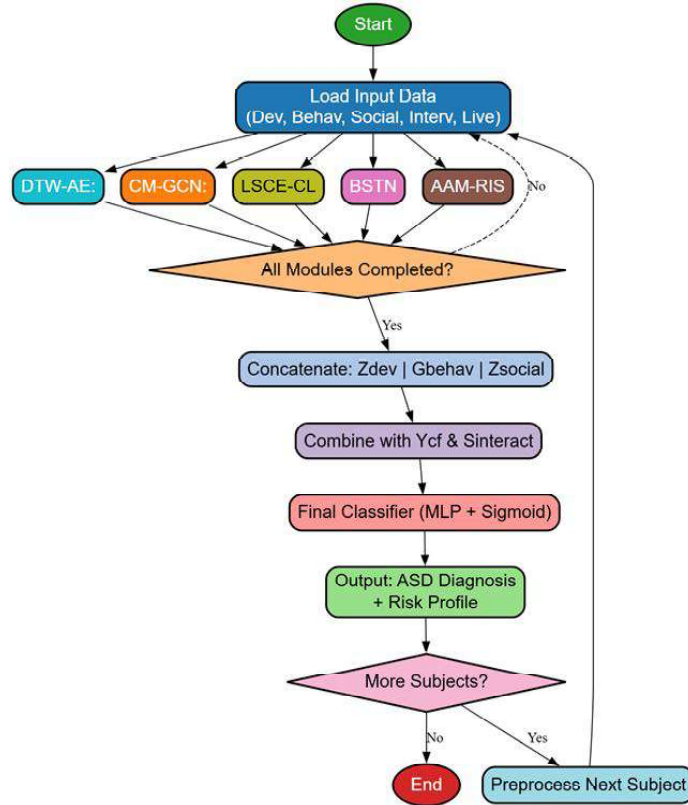 Start
Load Input Data
(Dev, Behav, Social, Interv, Live)
DTW-AE:
CM-GCN:
LSCE-CL
BSTN
AAM-RIS
No
All Modules Completed?
Yes
Concatenate: Zdev | Gbehav | Zsocial
Combine with Ycf & Sinteract
Final Classifier (MLP + Sigmoid)
Output: ASD Diagnosis
+ Risk Profile
More Subjects?
No
Yes
End
Preprocess Next Subject